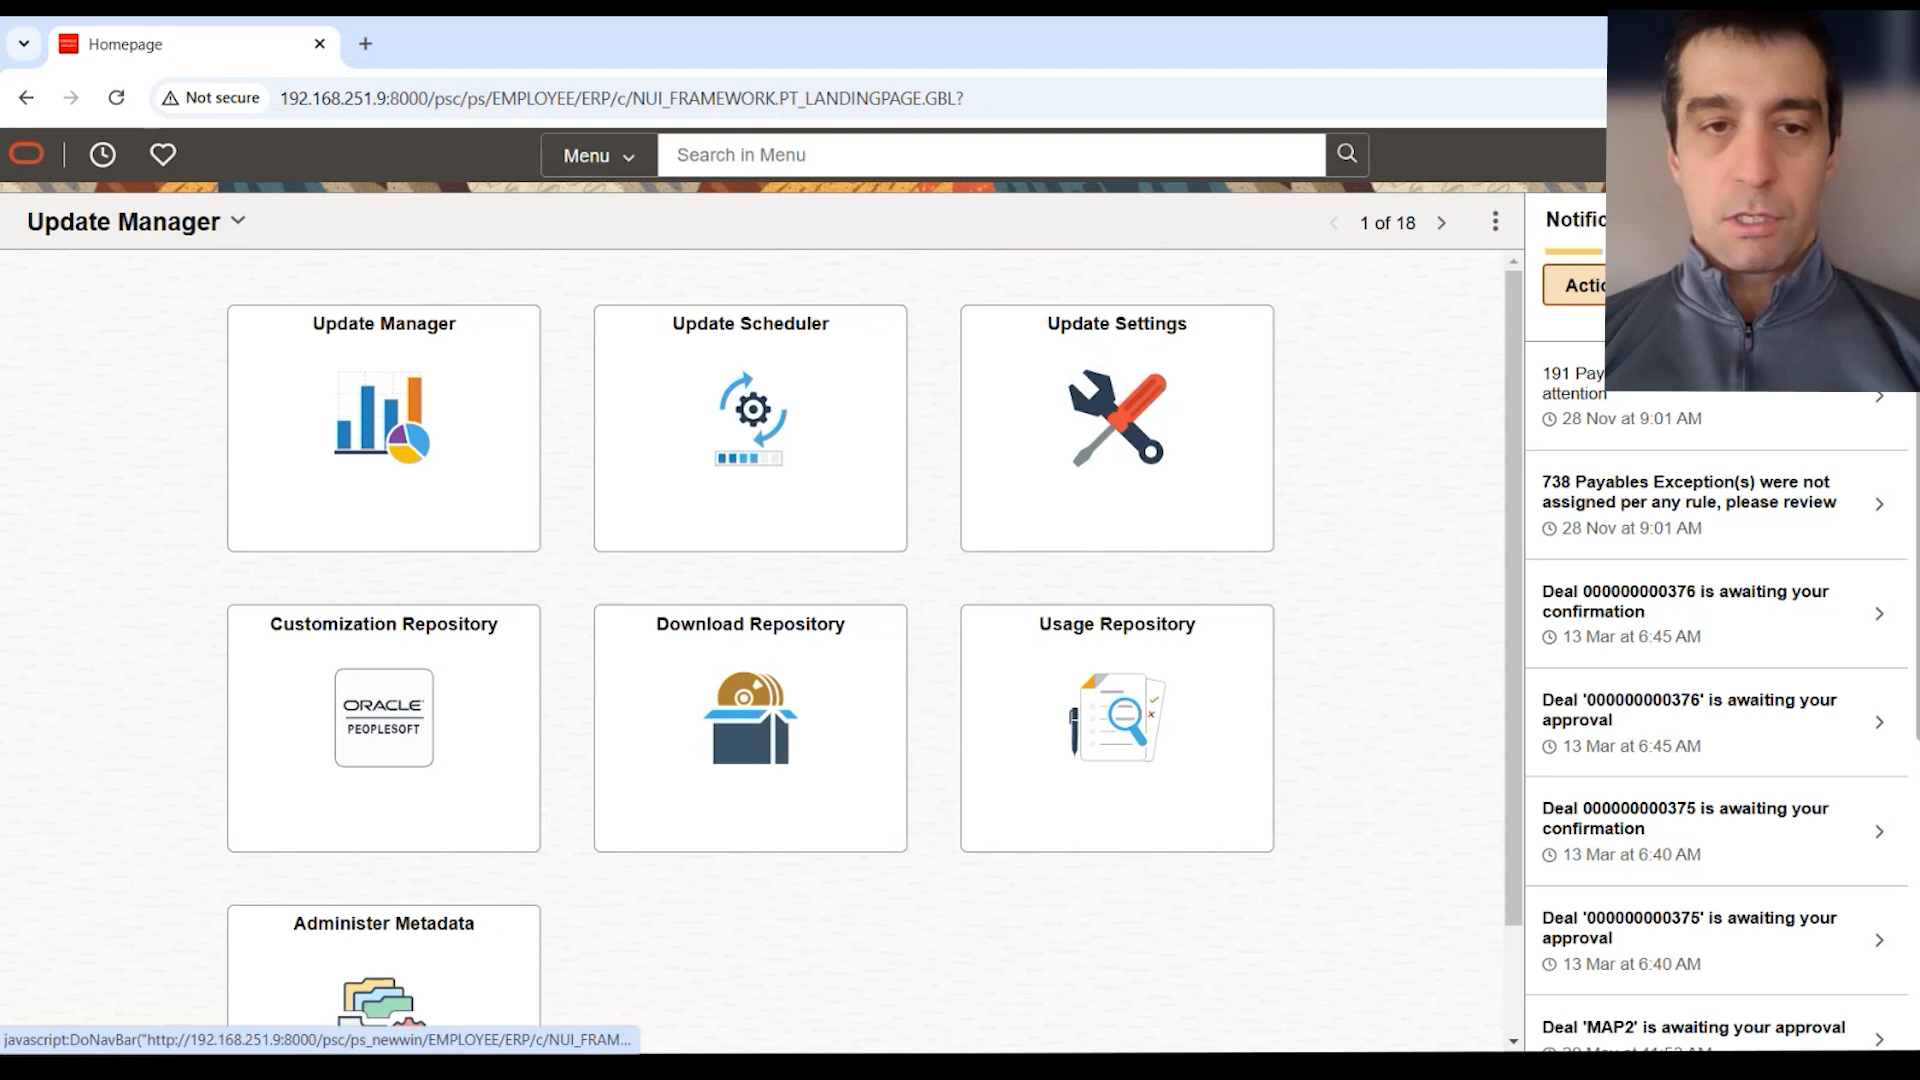 Homepage
Not secure
192.168.251.9:8000/psc/ps/EMPLOYEE/ERP/c/NUI_FRAMEWORK.PT_LANDINGPAGE.GBL?
Menu
Search in Menu
Update Manager
1 of 18
Update Manager
Update Scheduler
Update Settings
Customization Repository
ORACLE
PEOPLESOFT
Download Repository
Usage Repository
Administer Metadata
javascript:DoNavBar("http://192.168.251.9:8000/psc/ps_newwin/EMPLOYEE/ERP/c/NUI_FRAM...
Notific
Actic
191 Pay
attention
28 Nov at 9:01 AM
738 Payables Exception(s) were not
assigned per any rule, please review
28 Nov at 9:01 AM
Deal 000000000376 is awaiting your
confirmation
13 Mar at 6:45 AM
Deal '000000000376' is awaiting your
approval
13 Mar at 6:45 AM
Deal 000000000375 is awaiting your
confirmation
13 Mar at 6:40 AM
Deal '000000000375' is awaiting your
approval
13 Mar at 6:40 AM
Deal 'MAP2' is awaiting your approval